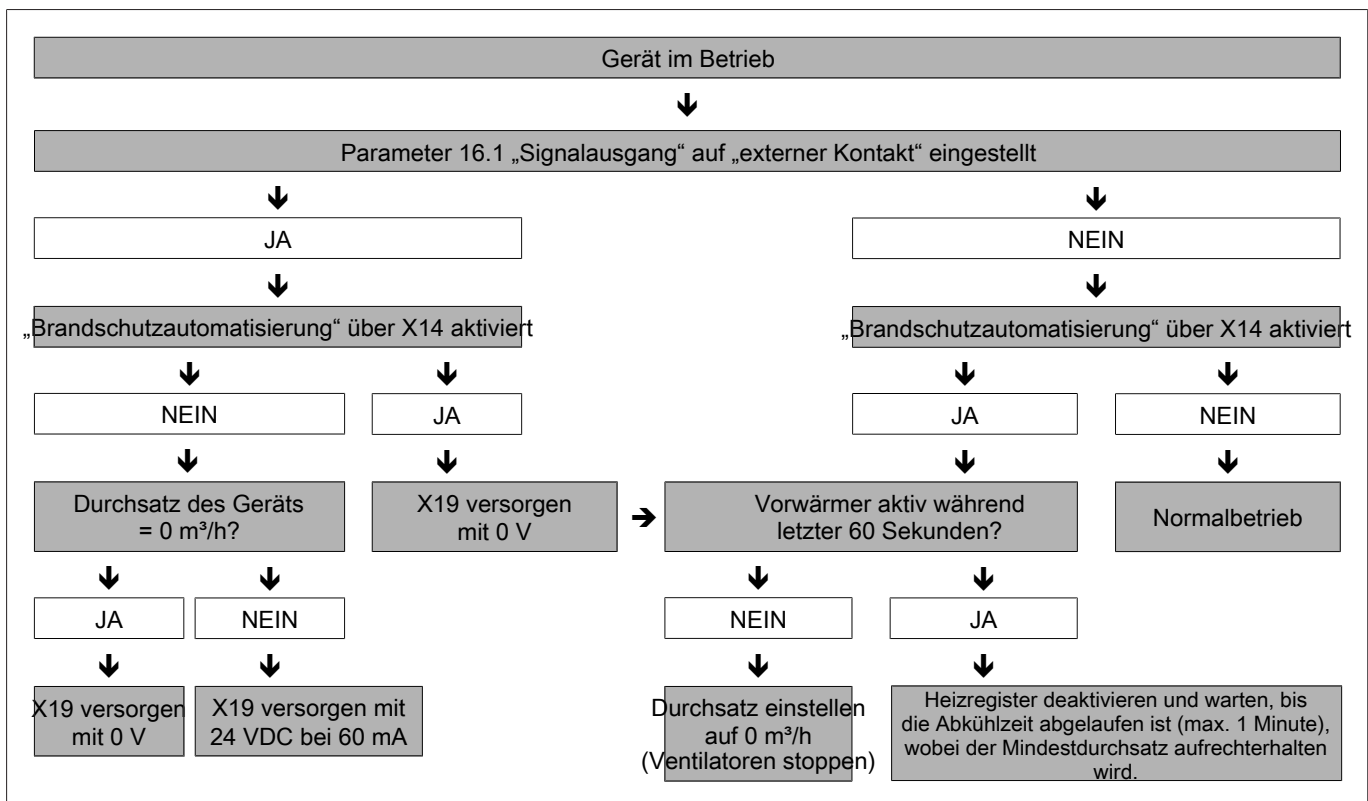 Gerät im Betrieb
Parameter 16.1 „Signalausgang“ auf „externer Kontakt“ eingestellt
JA
NEIN
„Brandschutzautomatisierung“ über X14 aktiviert
„Brandschutzautomatisierung“ über X14 aktiviert
NEIN
JA
JA
NEIN
Durchsatz des Geräts
= 0 m³/h?
X19 versorgen
mit 0 V
Vorwärmer aktiv während
letzter 60 Sekunden?
Normalbetrieb
JA
NEIN
NEIN
JA
X19 versorgen
mit 0 V
X19 versorgen mit
24 VDC bei 60 mA
Durchsatz einstellen
auf 0 m³/h
(Ventilatoren stoppen)
Heizregister deaktivieren und warten, bis
die Abkühlzeit abgelaufen ist (max. 1 Minute),
wobei der Mindestdurchsatz aufrechterhalten
wird.